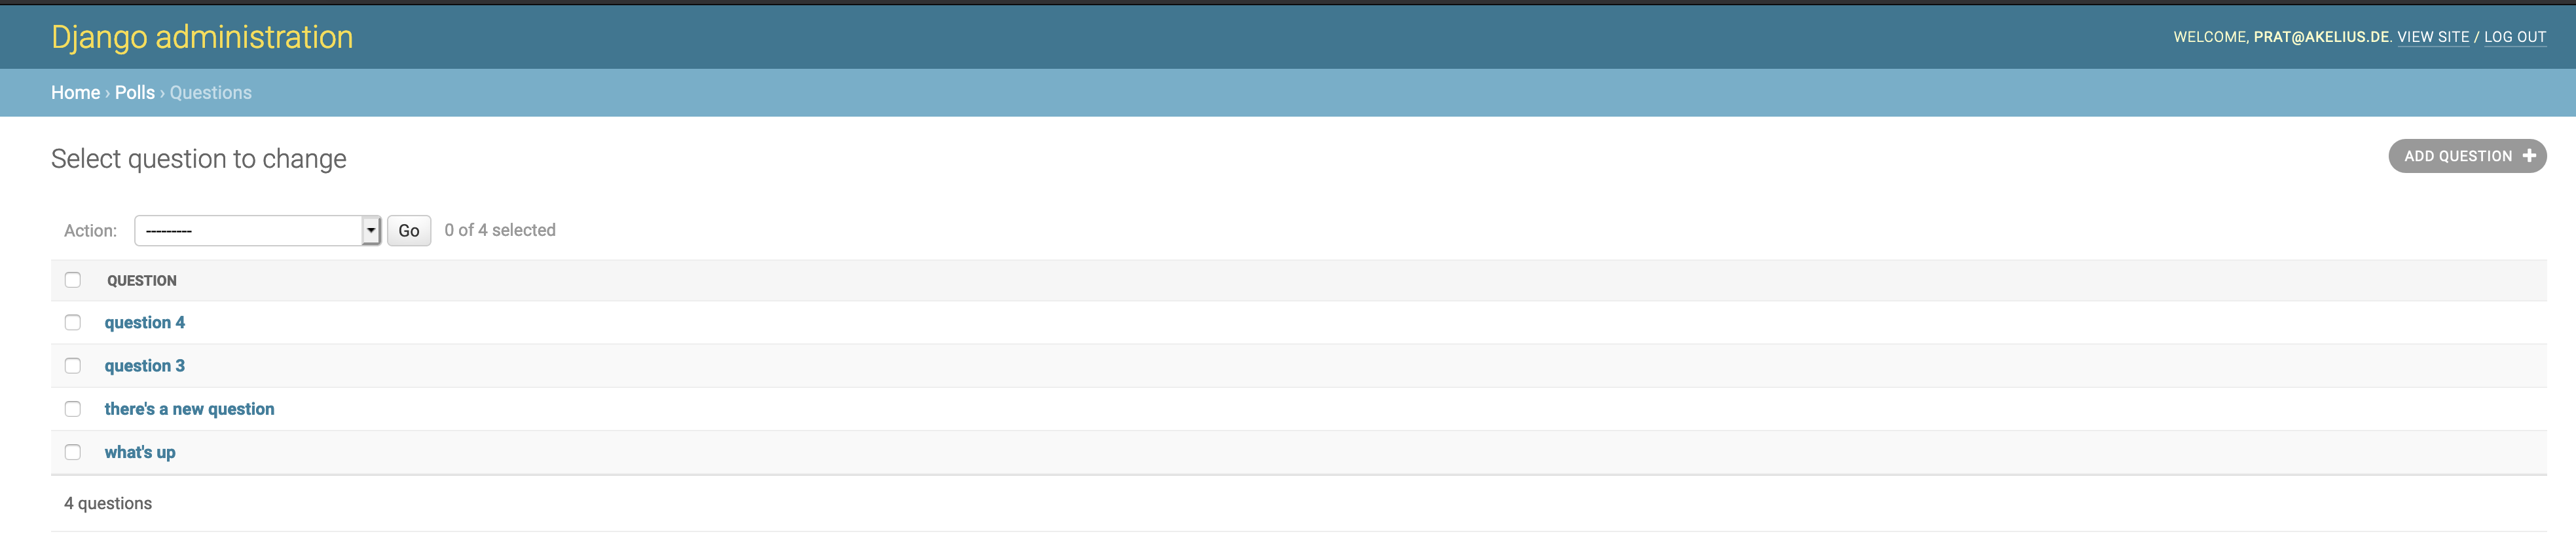 Django administration
WELCOME, PRAT@AKELIUS.DE. VIEW SITE / LOG OUT
Home › Polls › Questions
Select question to change
ADD QUESTION +
Action: --------- Go 0 of 4 selected
QUESTION
question 4
question 3
there's a new question
what's up
4 questions